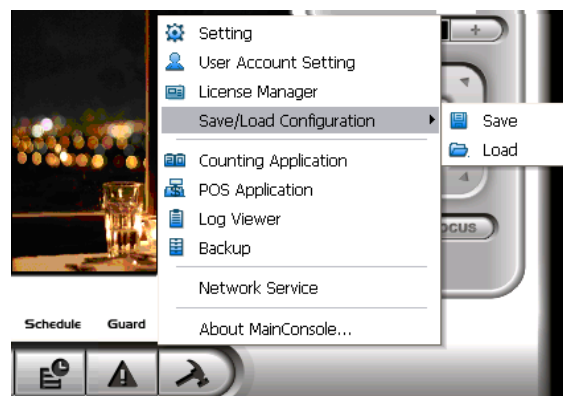 Setting
User Account Setting
License Manager
Save/Load Configuration
Save
Load
Counting Application
POS Application
Log Viewer
Backup
Network Service
About MainConsole...
Schedule
Guard